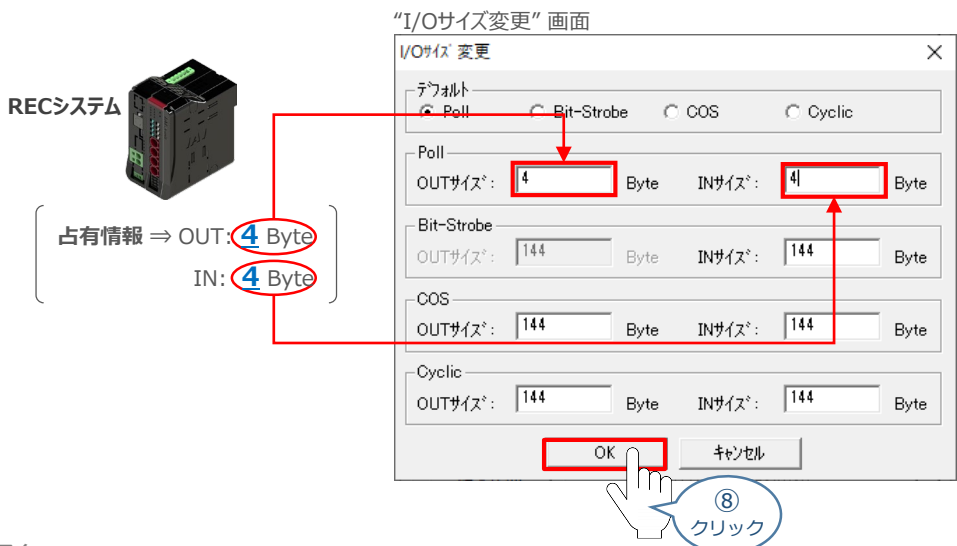 “I/Oサイズ変更” 画面
I/Oｻｲｽﾞ変更
RECシステム
占有情報 ⇒ OUT: 4 Byte
IN: 4 Byte
ﾃﾞﾌｫﾙﾄ
Poll Bit-Strobe COS Cyclic
Poll
OUTｻｲｽﾞ: 4 Byte INｻｲｽﾞ: 4 Byte
Bit-Strobe
OUTｻｲｽﾞ: 144 Byte INｻｲｽﾞ: 144 Byte
COS
OUTｻｲｽﾞ: 144 Byte INｻｲｽﾞ: 144 Byte
Cyclic
OUTｻｲｽﾞ: 144 Byte INｻｲｽﾞ: 144 Byte
OK ｷｬﾝｾﾙ
⑧
クリック